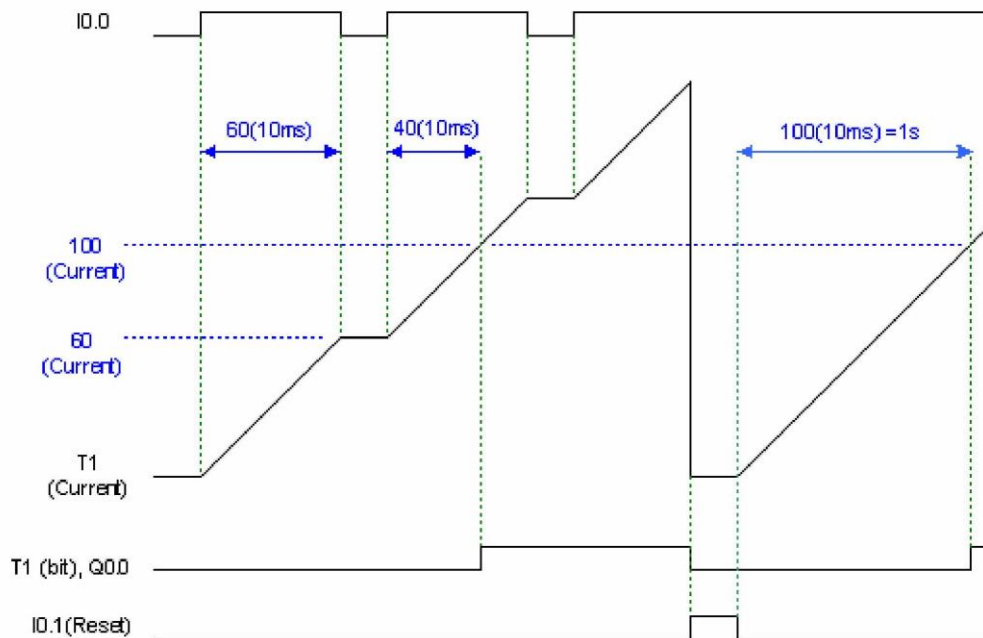 I0.0
60(10ms)
40(10ms)
100(10ms)=1s
100
(Current)
60
(Current)
T1
(Current)
T1 (bit), Q0.0
I0.1(Reset)